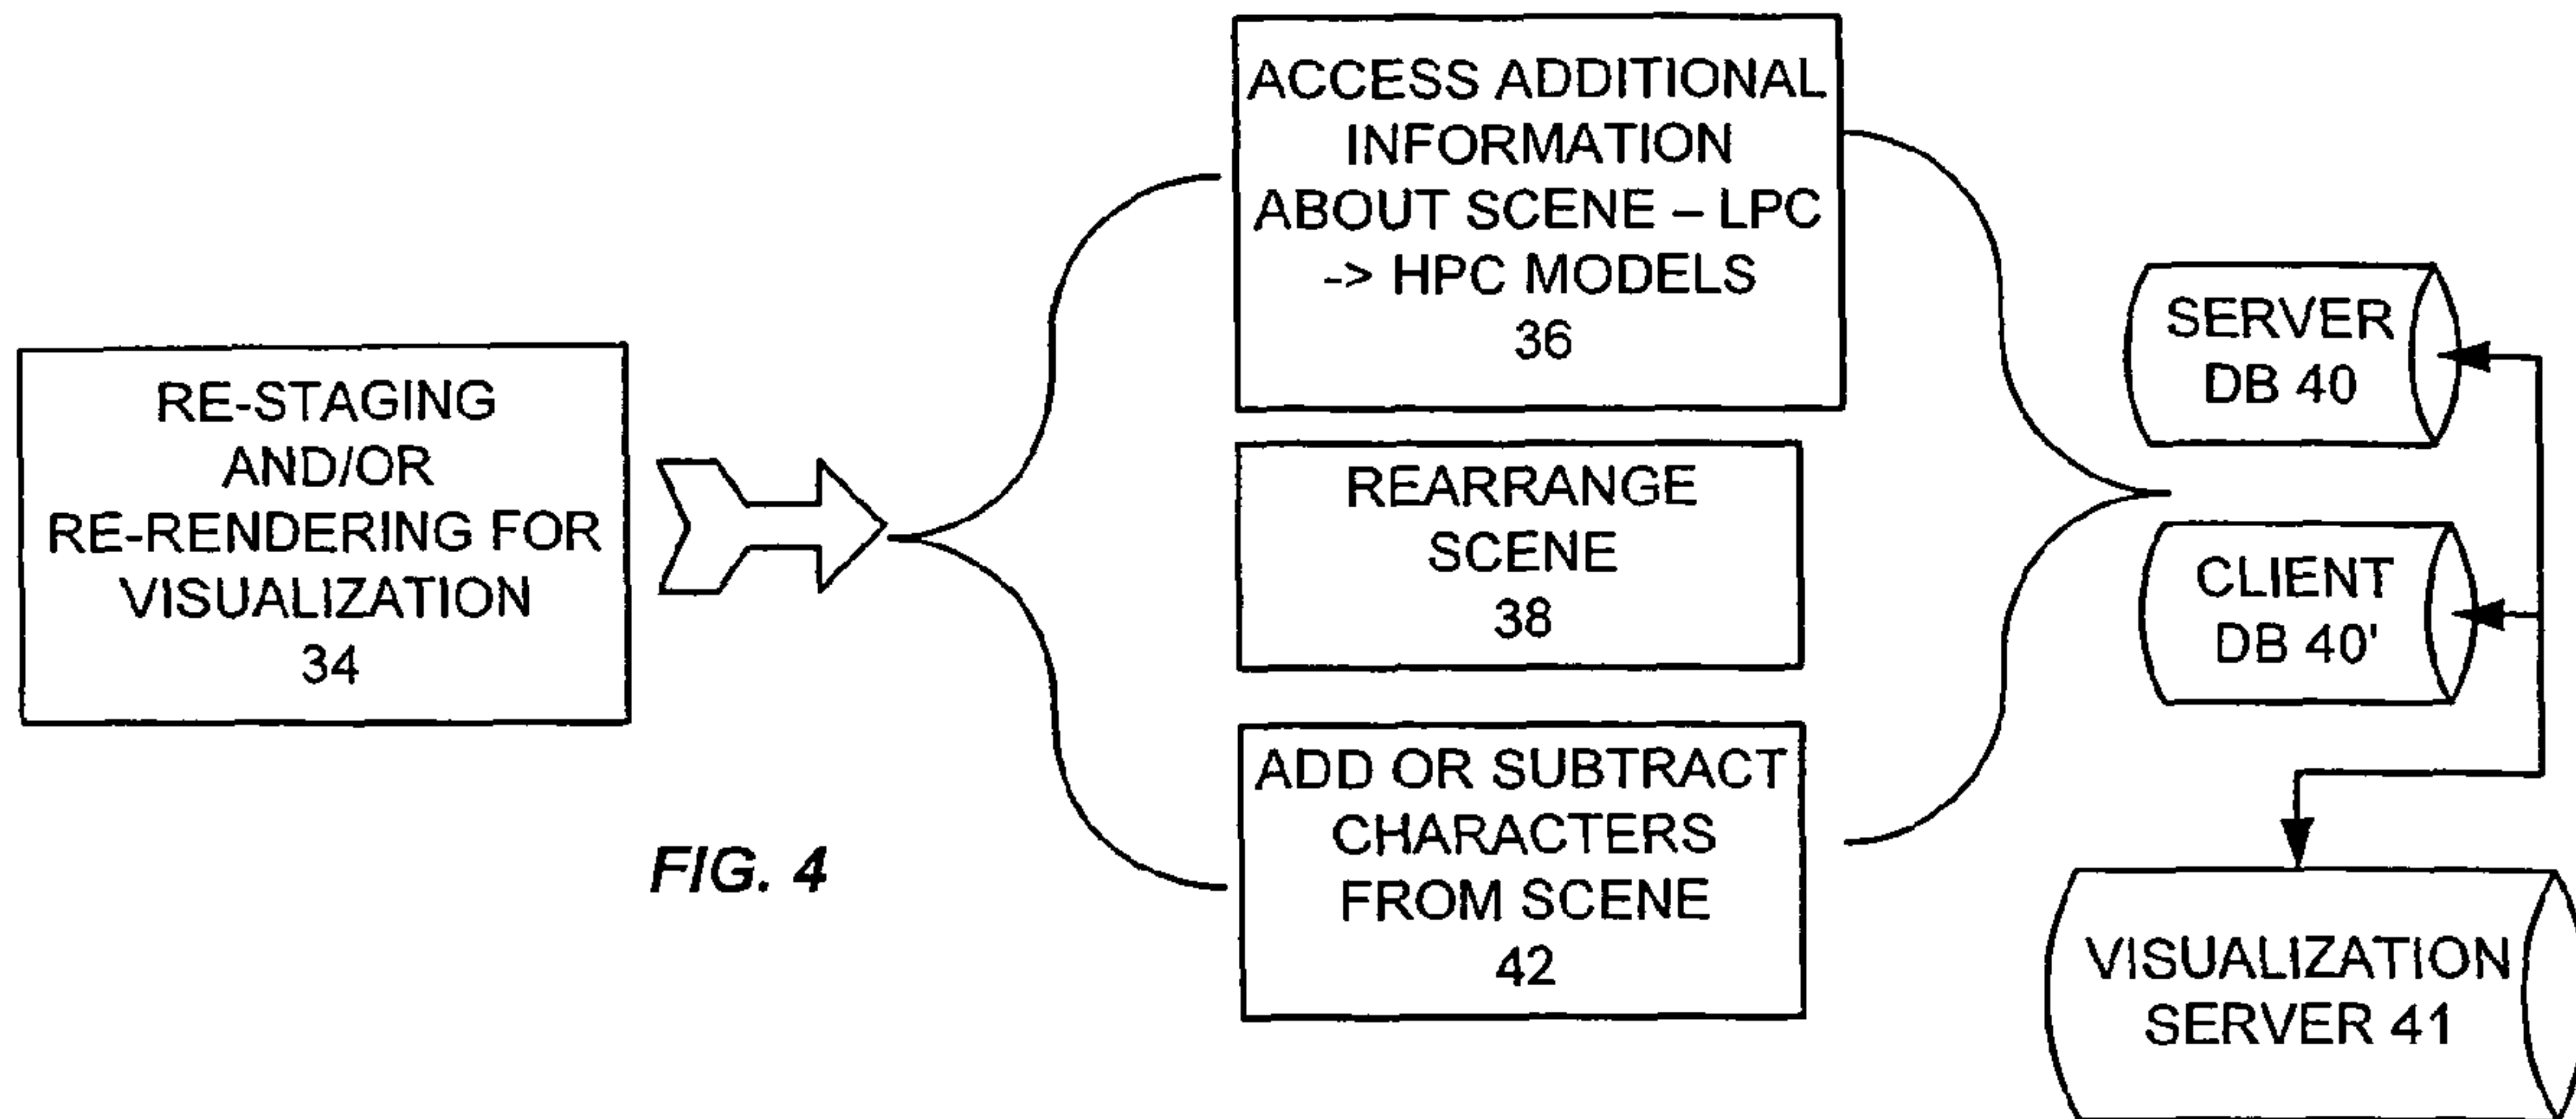 RE-STAGING
AND/OR
RE-RENDERING FOR
VISUALIZATION
34
ACCESS ADDITIONAL
INFORMATION
ABOUT SCENE – LPC
-> HPC MODELS
36
REARRANGE
SCENE
38
ADD OR SUBTRACT
CHARACTERS
FROM SCENE
42
SERVER
DB 40
CLIENT
DB 40'
VISUALIZATION
SERVER 41
FIG. 4